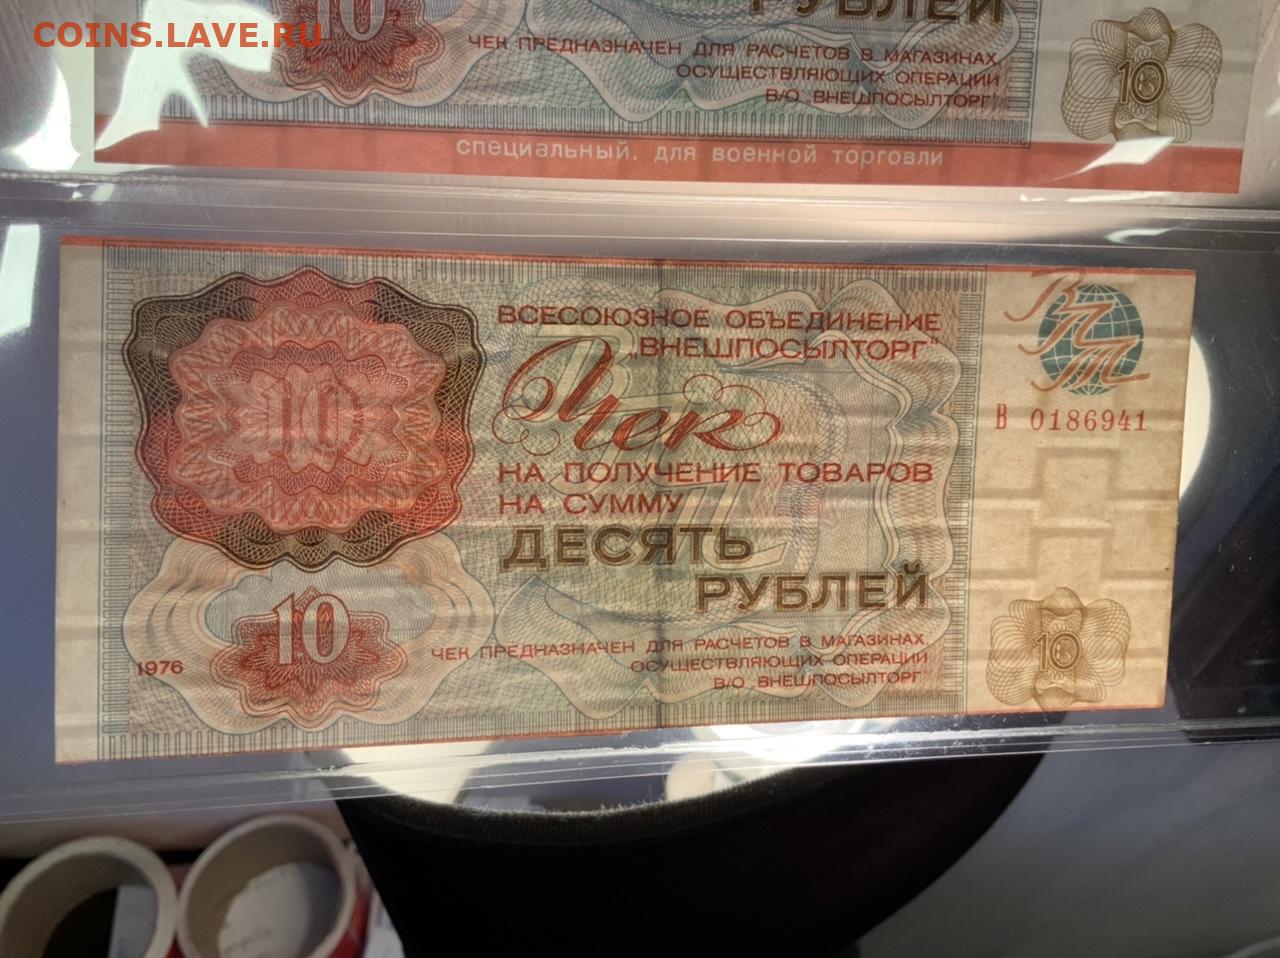 COINS.LAVE.RU
10
РУБЛЕЙ
ЧЕК ПРЕДНАЗНАЧЕН ДЛЯ РАСЧЕТОВ В МАГАЗИНАХ,
ОСУЩЕСТВЛЯЮЩИХ ОПЕРАЦИИ
В/О „ВНЕШПОСЫЛТОРГ"
10
специальный. для военной торговли
ВСЕСОЮЗНОЕ ОБЪЕДИНЕНИЕ
„ВНЕШПОСЫЛТОРГ"
ВПТ
В 0186941
10
Чек
НА ПОЛУЧЕНИЕ ТОВАРОВ
НА СУММУ
ДЕСЯТЬ
РУБЛЕЙ
10
1976
ЧЕК ПРЕДНАЗНАЧЕН ДЛЯ РАСЧЕТОВ В МАГАЗИНАХ,
ОСУЩЕСТВЛЯЮЩИХ ОПЕРАЦИИ
В/О „ВНЕШПОСЫЛТОРГ"
10